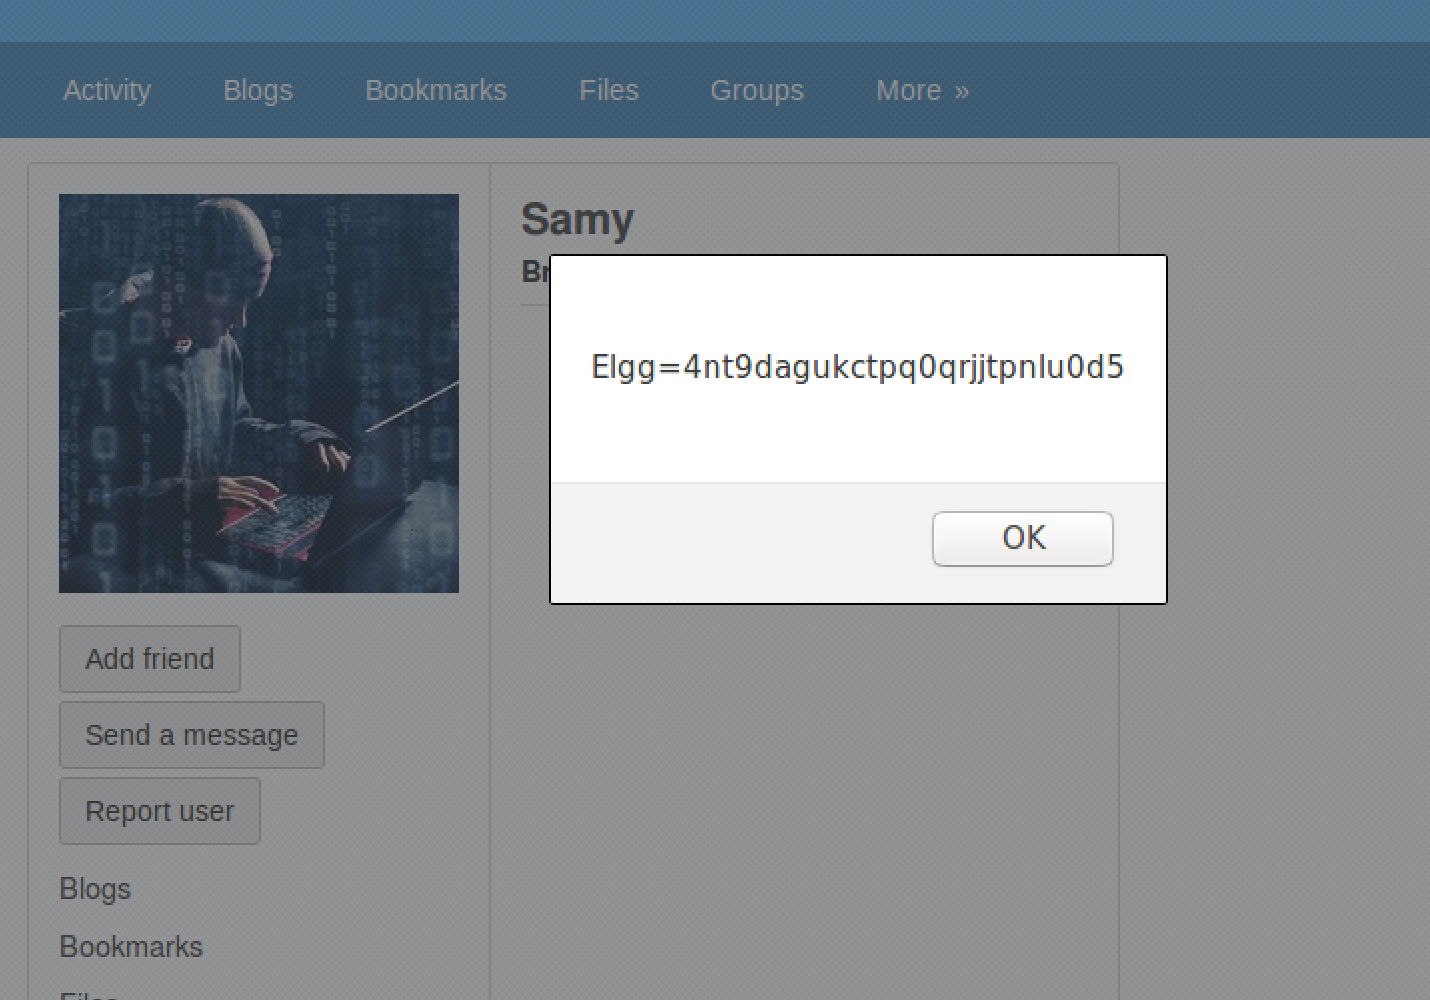 Activity Blogs Bookmarks Files Groups More »
Samy
Elgg=4nt9dagukctpq0qrjjtpnlu0d5
OK
Add friend
Send a message
Report user
Blogs
Bookmarks